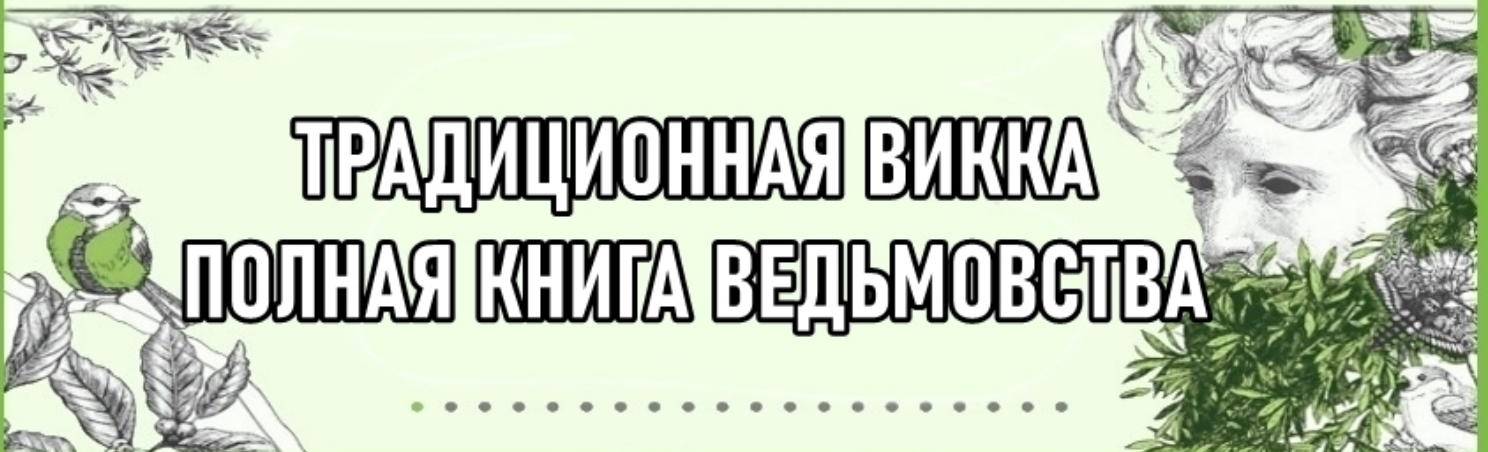 ТРАДИЦИОННАЯ ВИККА
ПОЛНАЯ КНИГА ВЕДЬМОВСТВА